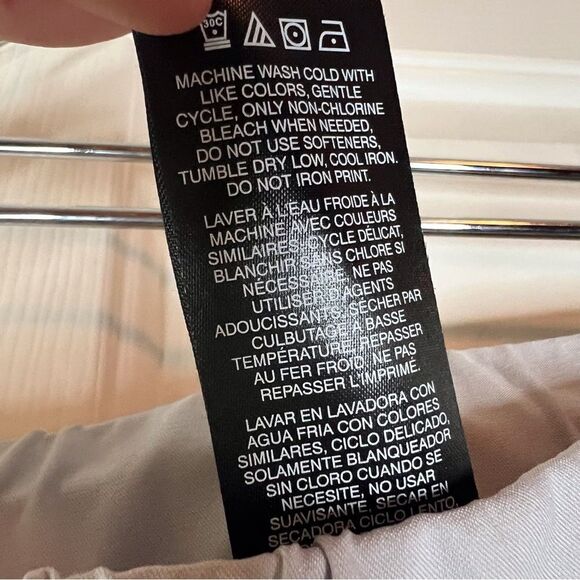 30C
MACHINE WASH COLD WITH
LIKE COLORS, GENTLE
CYCLE, ONLY NON-CHLORINE
BLEACH WHEN NEEDED,
DO NOT USE SOFTENERS,
TUMBLE DRY LOW, COOL IRON.
DO NOT IRON PRINT.
LAVER À L'EAU FROIDE À LA
MACHINE AVEC COULEURS
SIMILAIRES, CYCLE DÉLICAT,
BLANCHIR SANS CHLORE SI
NÉCESSAIRE, NE PAS
UTILISER D'AGENTS
ADOUCISSANTS, SÉCHER PAR
CULBUTAGE À BASSE
TEMPÉRATURE, REPASSER
AU FER FROID. NE PAS
REPASSER L'IMPRIMÉ.
LAVAR EN LAVADORA CON
AGUA FRIA CON COLORES
SIMILARES, CICLO DELICADO,
SOLAMENTE BLANQUEADOR
SIN CLORO CUANDO SE
NECESITE, NO USAR
SUAVISANTE, SECAR EN
SECADORA CICLO LENTO,